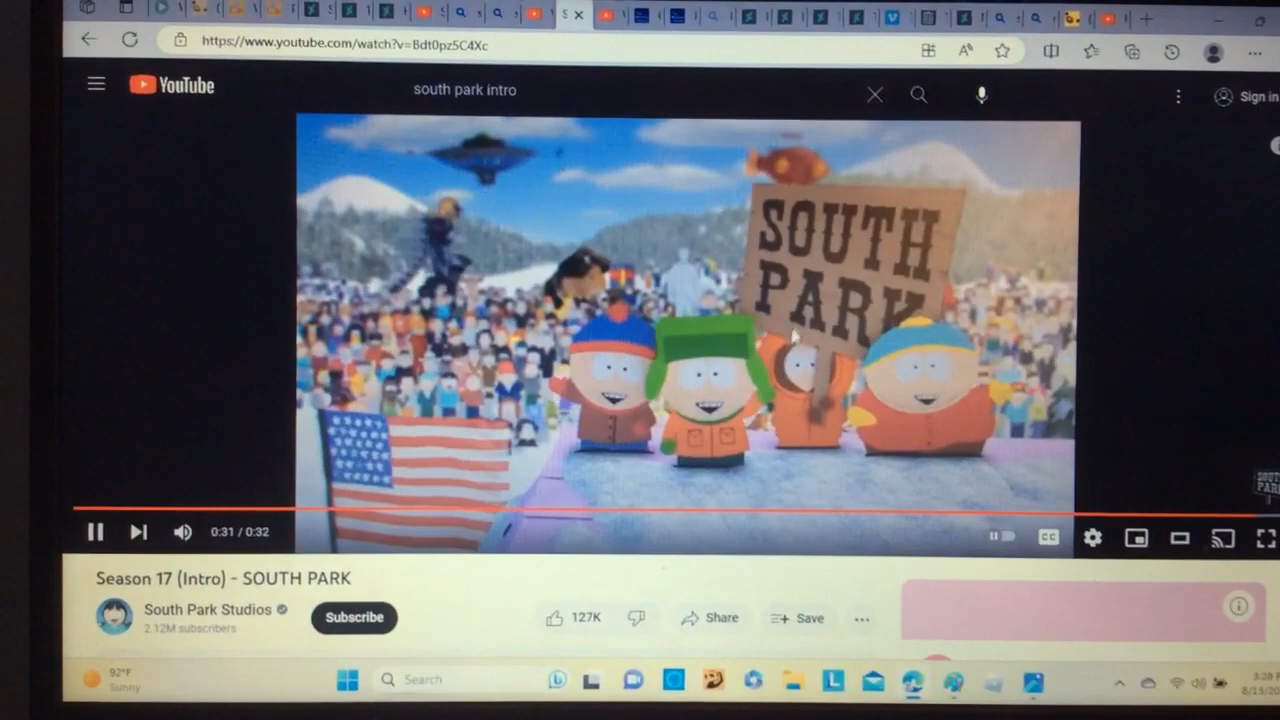 https://www.youtube.com/watch?v=Bdt0pz5C4Xc
YouTube
south park intro
Sign in
SOUTH
PARK
0:31 / 0:32
CC
Season 17 (Intro) - SOUTH PARK
South Park Studios
2.12M subscribers
Subscribe
127K
Share
Save
92°F
Sunny
Search